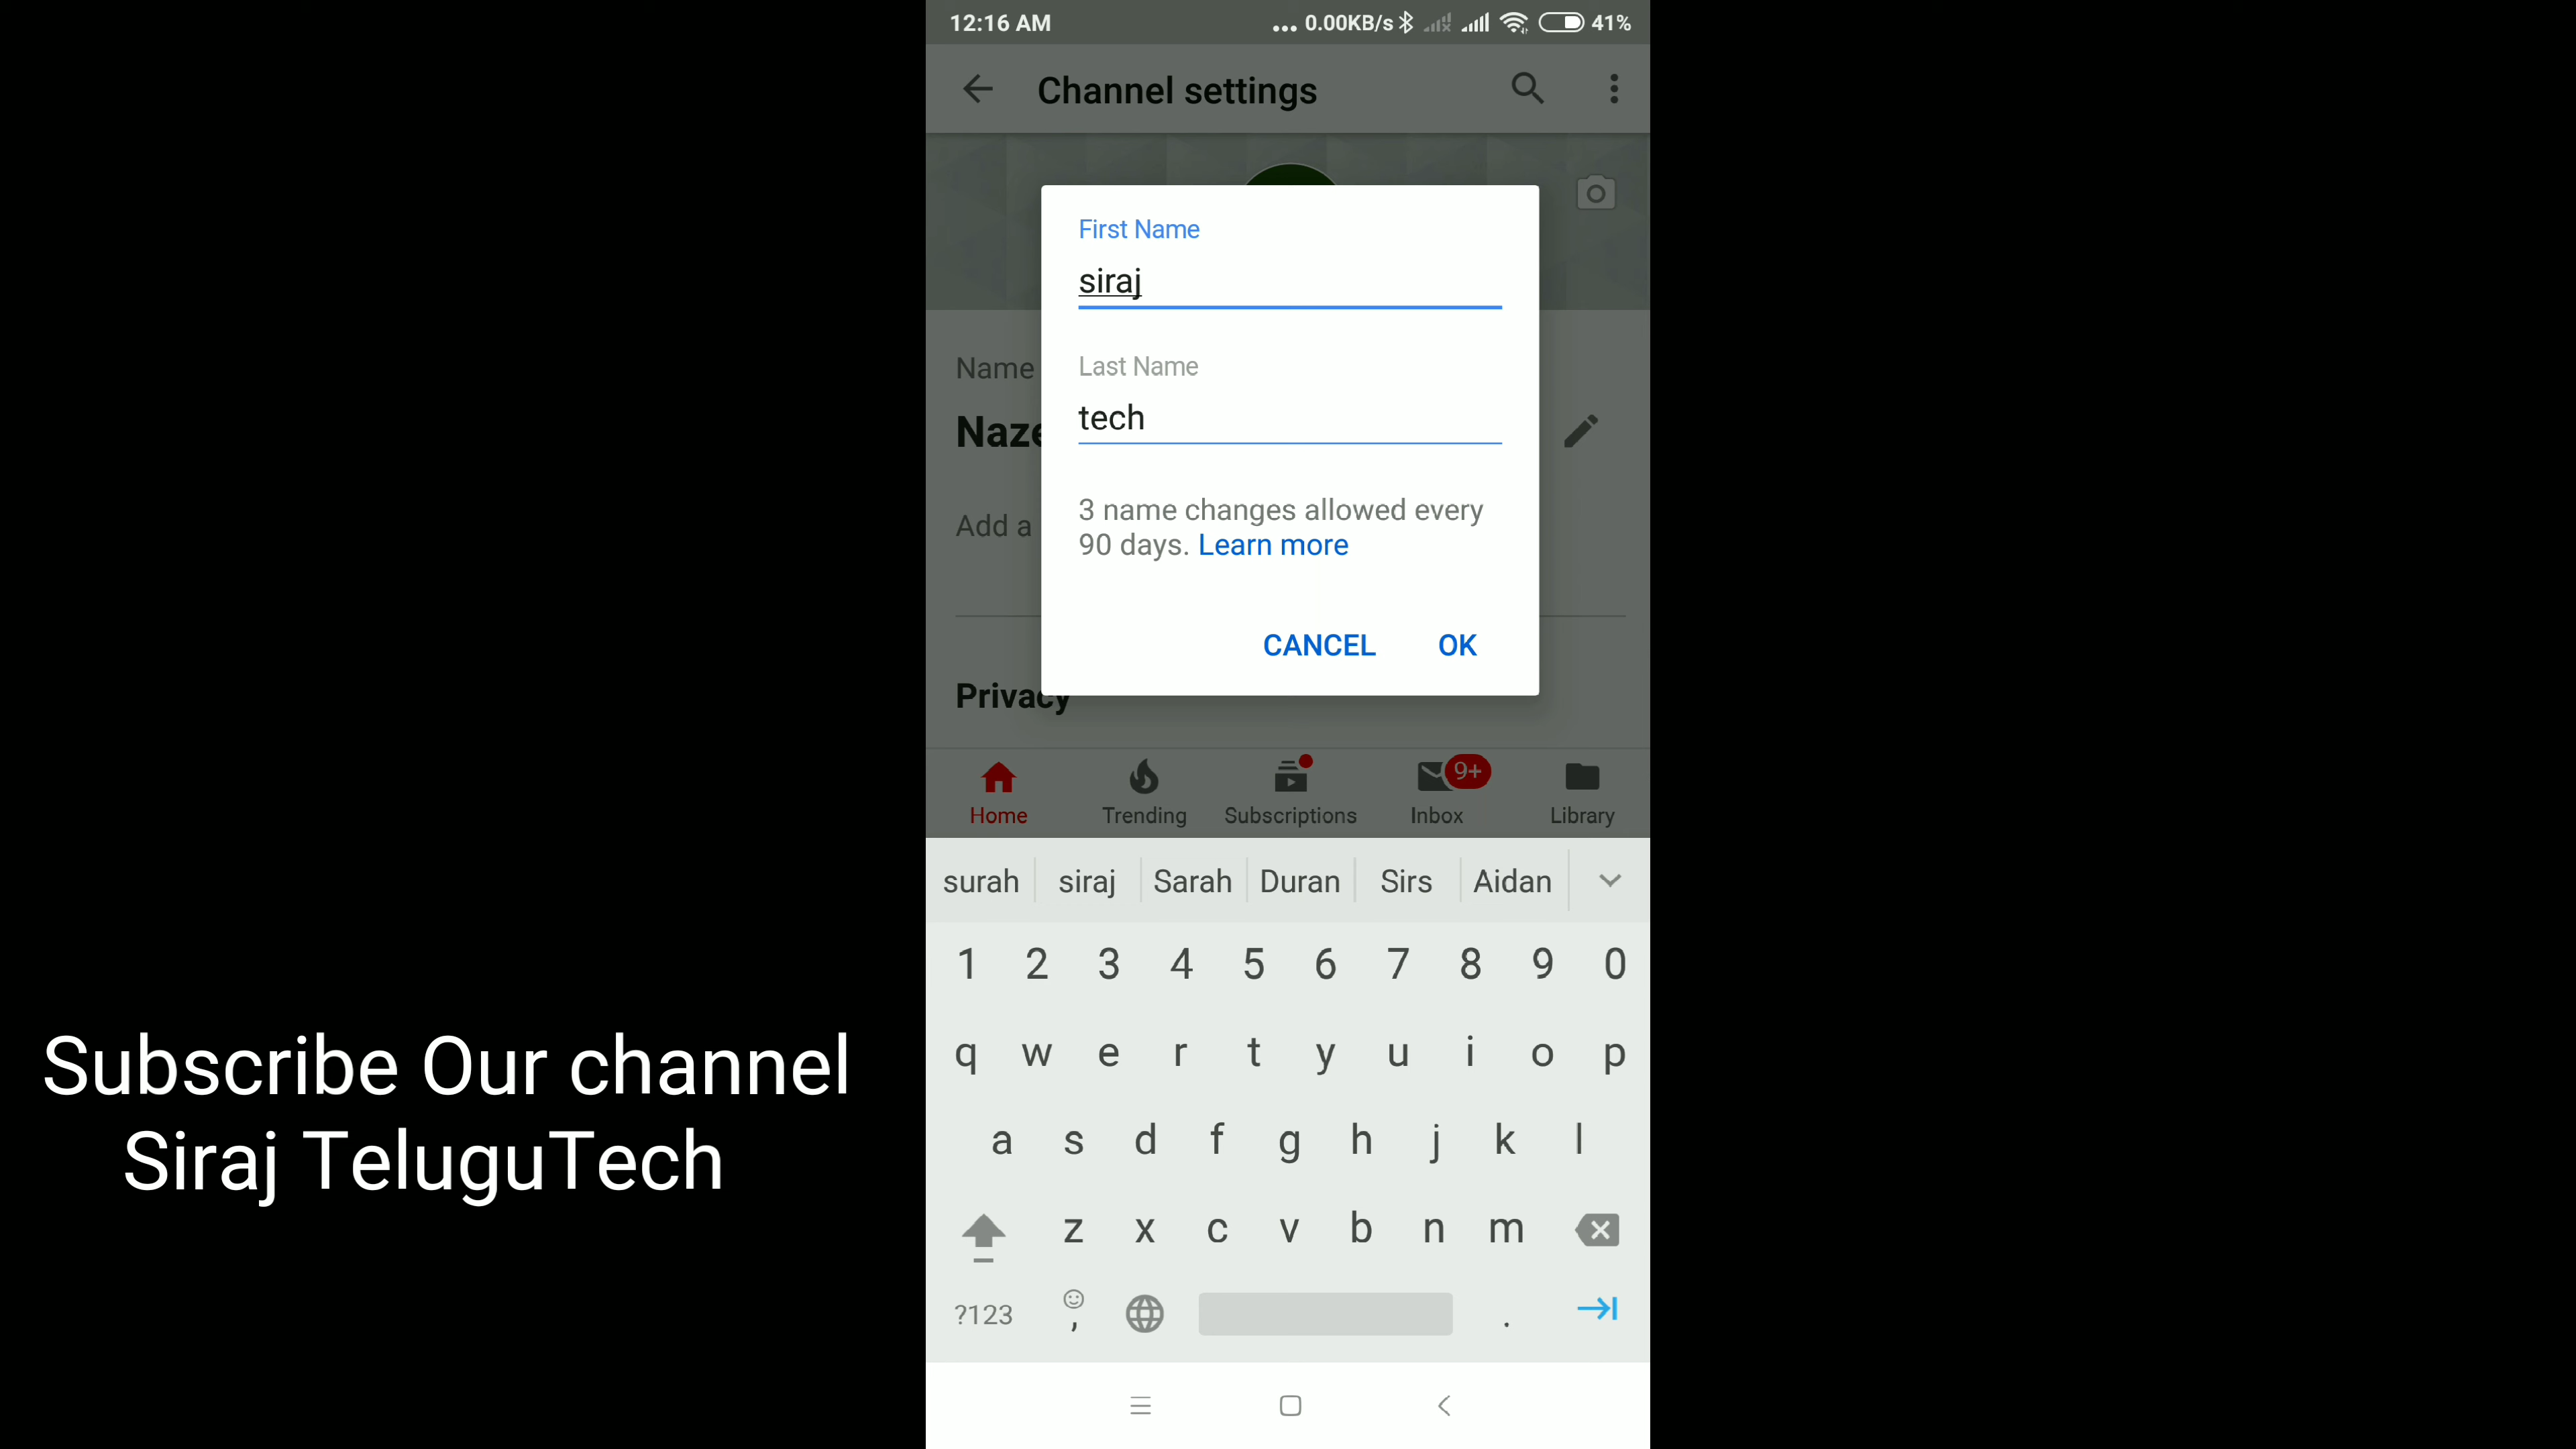 12:16 AM
... 0.00KB/s 41%
Channel settings
First Name
siraj
Last Name
tech
Name
Naze
Add a
3 name changes allowed every
90 days. Learn more
CANCEL OK
Privacy
9+
Home Trending Subscriptions Inbox Library
surah siraj Sarah Duran Sirs Aidan
1 2 3 4 5 6 7 8 9 0
q w e r t y u i o p
a s d f g h j k l
z x c v b n m
?123 , .
Subscribe Our channel
Siraj TeluguTech